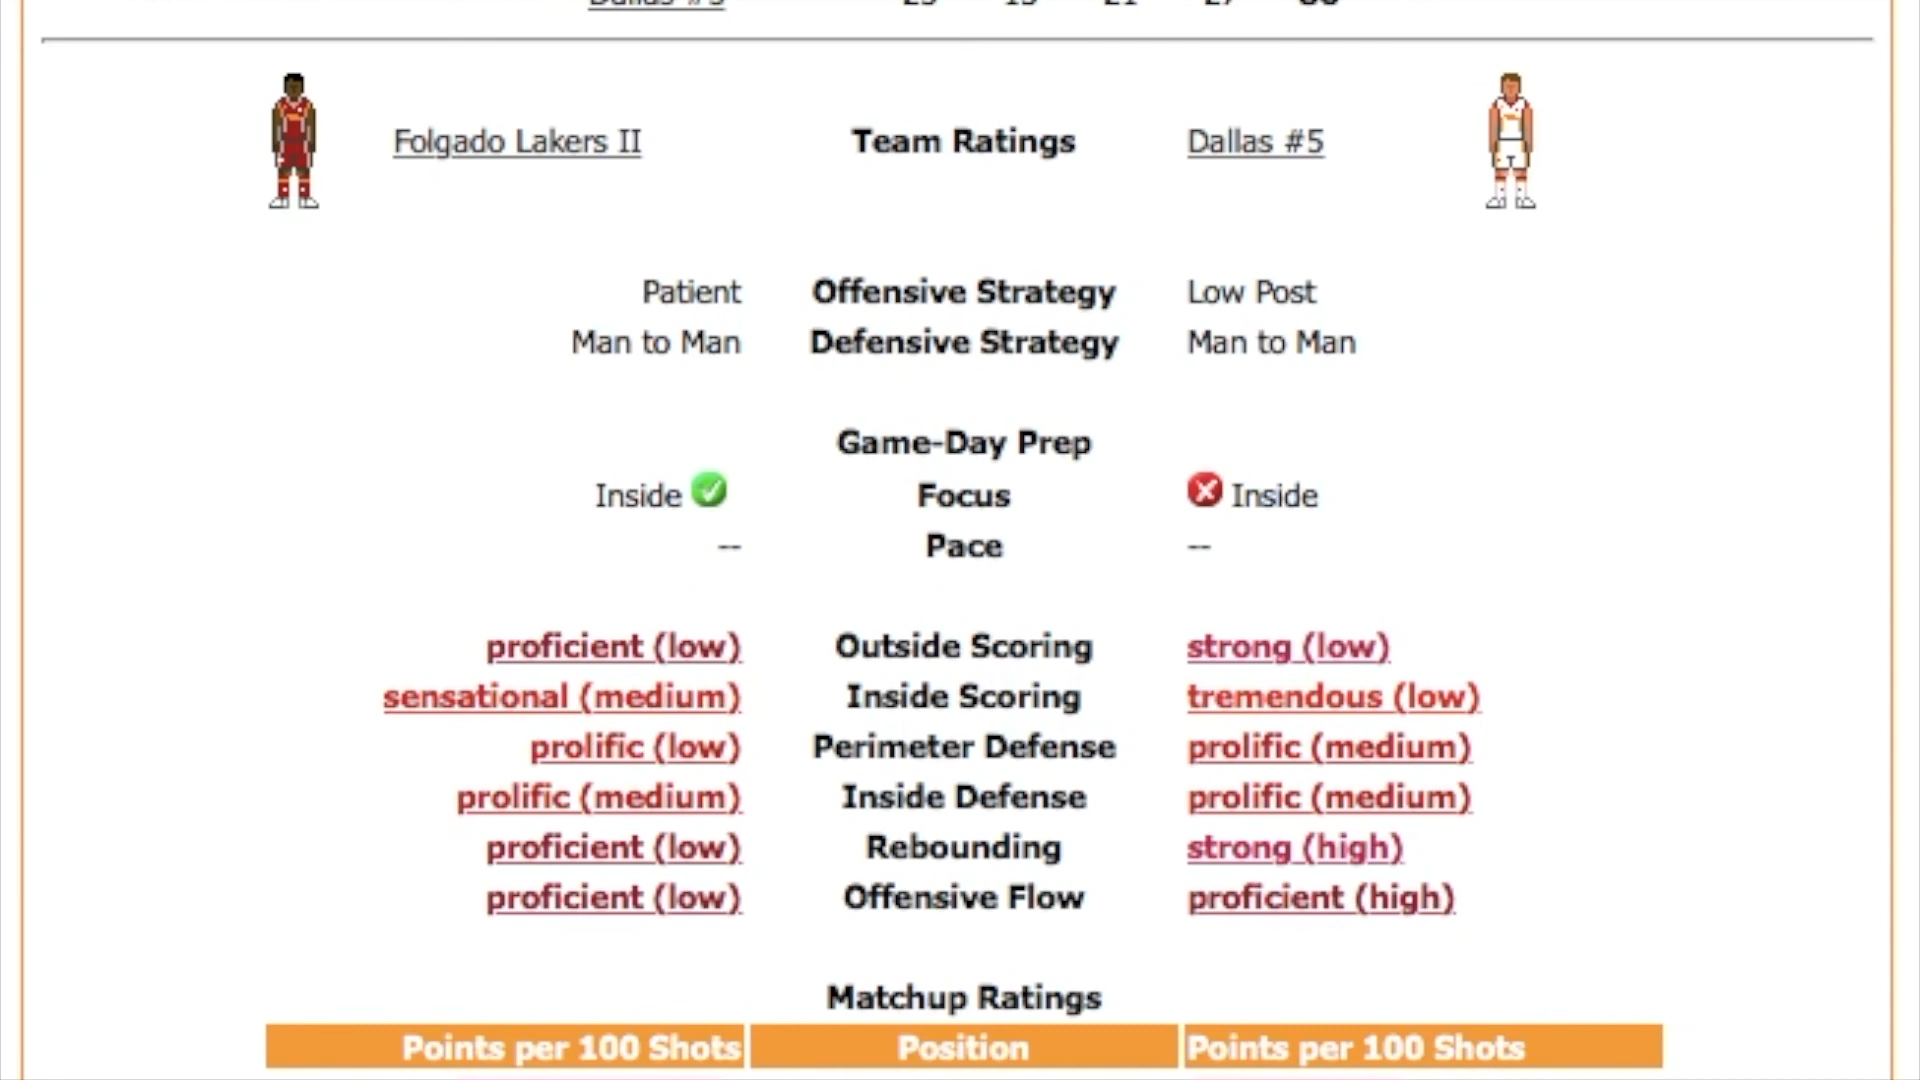 Folgado Lakers II Team Ratings Dallas #5
Patient Offensive Strategy Low Post
Man to Man Defensive Strategy Man to Man
Game-Day Prep
Inside Focus Inside
-- Pace --
proficient (low) Outside Scoring strong (low)
sensational (medium) Inside Scoring tremendous (low)
prolific (low) Perimeter Defense prolific (medium)
prolific (medium) Inside Defense prolific (medium)
proficient (low) Rebounding strong (high)
proficient (low) Offensive Flow proficient (high)
Matchup Ratings
Points per 100 Shots Position Points per 100 Shots